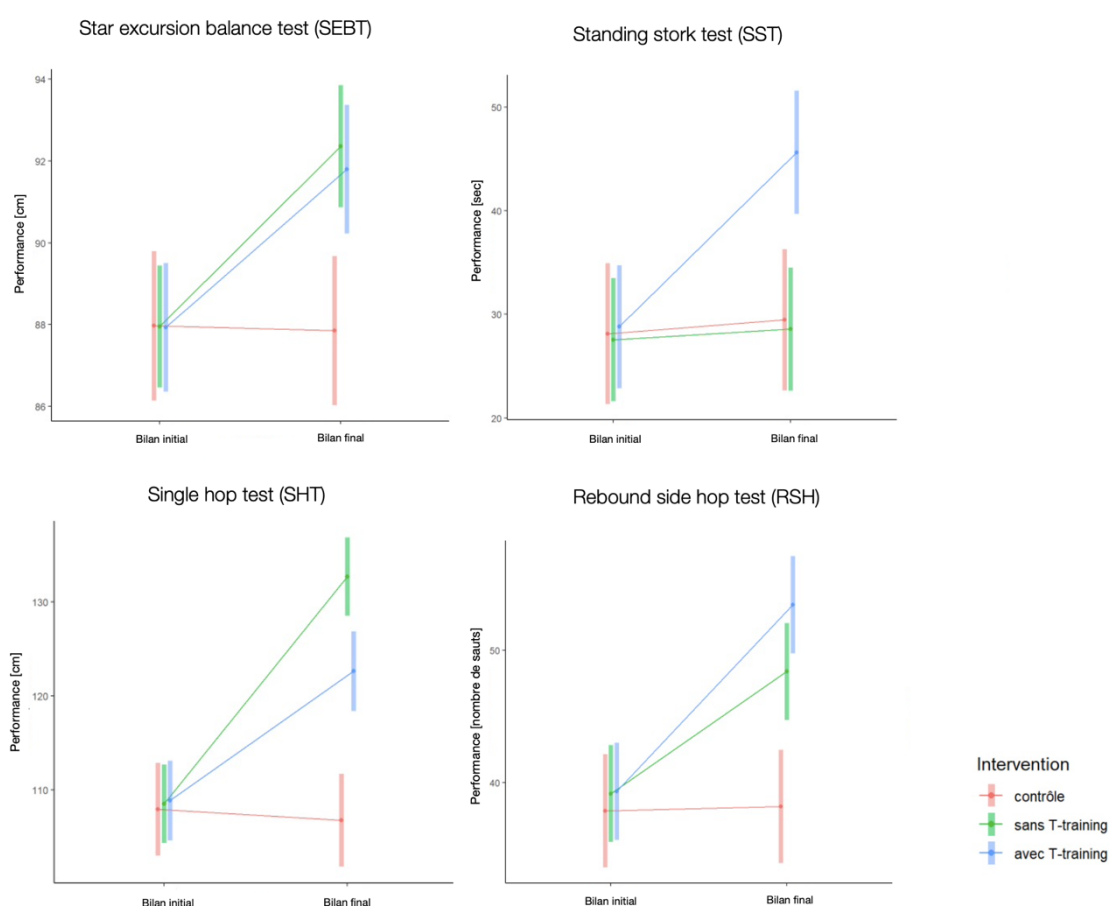 Star excursion balance test (SEBT)
Performance [cm]
94
92
90
88
86
Bilan initial
Bilan final
Standing stork test (SST)
Performance [sec]
50
40
30
20
Bilan initial
Bilan final
Single hop test (SHT)
Performance [cm]
130
120
110
Bilan initial
Bilan final
Rebound side hop test (RSH)
Performance [nombre de sauts]
50
40
Bilan initial
Bilan final
Intervention
contrôle
sans T-training
avec T-training